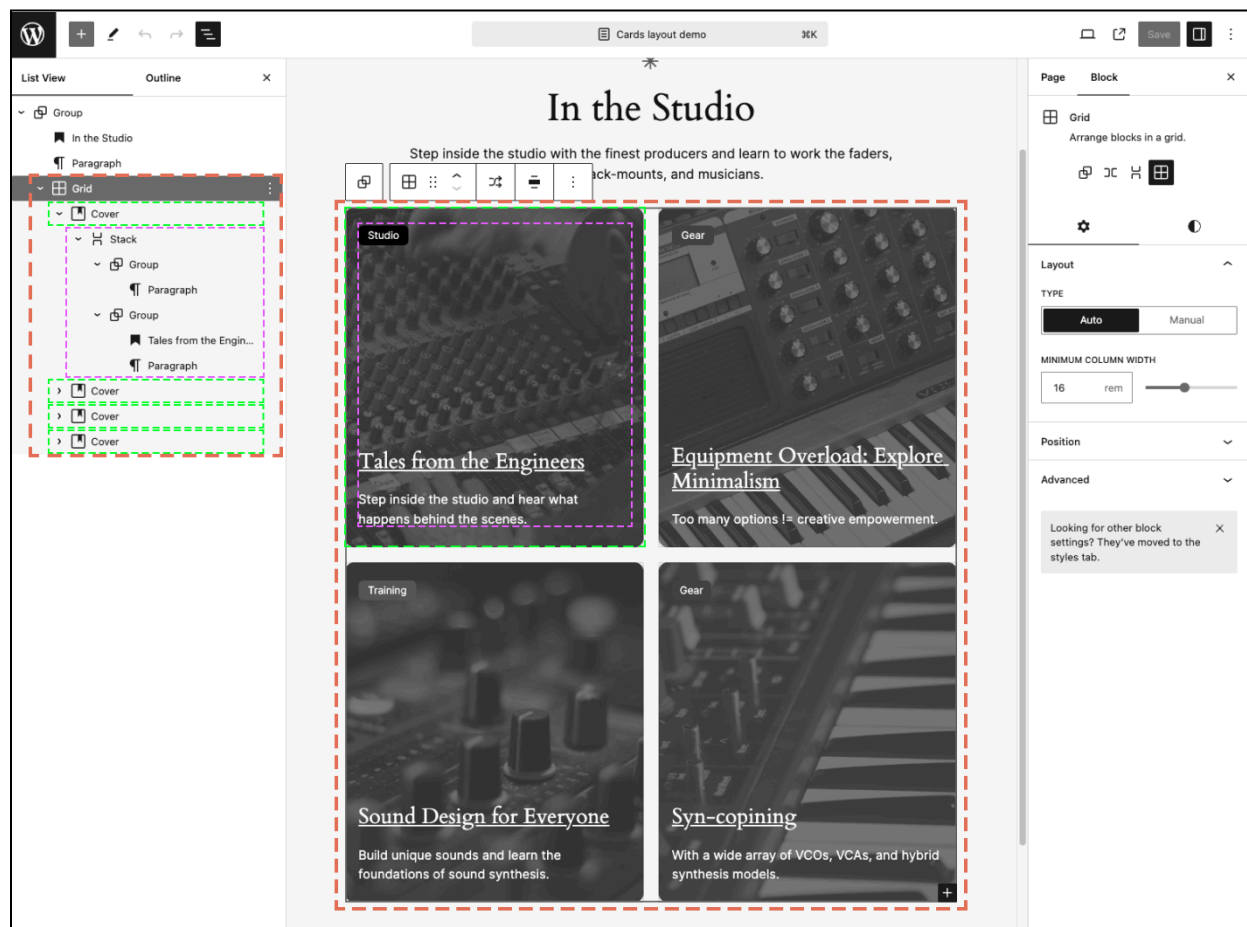 Cards layout demo
⌘K
Save
List View
Outline
Group
In the Studio
Paragraph
Grid
Cover
Stack
Group
Paragraph
Group
Tales from the Engin...
Paragraph
Cover
Cover
Cover
In the Studio
Step inside the studio with the finest producers and learn to work the faders,
ck-mounts, and musicians.
Studio
Tales from the Engineers
Step inside the studio and hear what
happens behind the scenes.
Gear
Equipment Overload: Explore
Minimalism
Too many options != creative empowerment.
Training
Sound Design for Everyone
Build unique sounds and learn the
foundations of sound synthesis.
Gear
Syn-copining
With a wide array of VCOs, VCAs, and hybrid
synthesis models.
Page
Block
Grid
Arrange blocks in a grid.
Layout
TYPE
Auto
Manual
MINIMUM COLUMN WIDTH
16
rem
Position
Advanced
Looking for other block
settings? They've moved to the
styles tab.